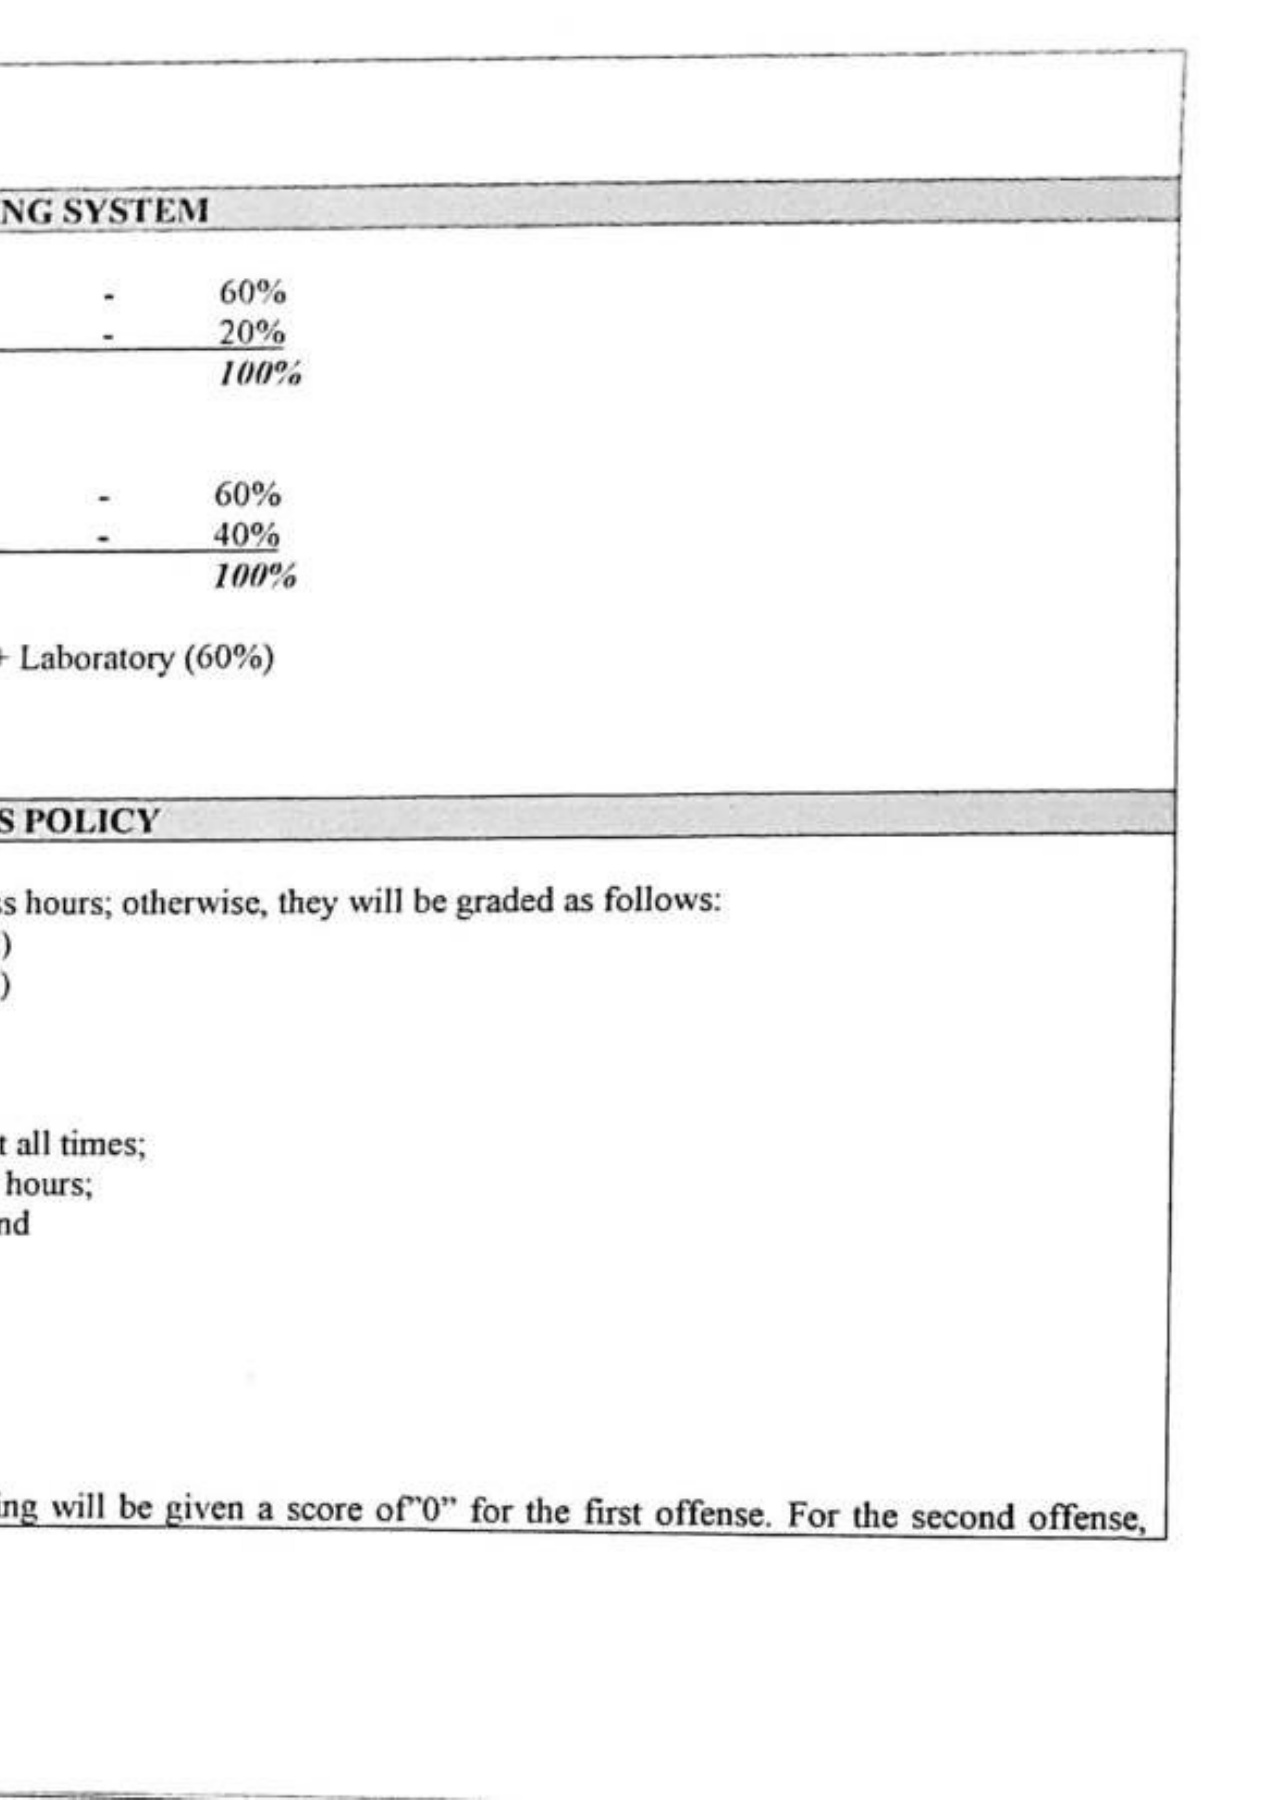 NG SYSTEM
- 60%
- 20%
100%
- 60%
- 40%
100%
+ Laboratory (60%)
S POLICY
s hours; otherwise, they will be graded as follows:
)
)
t all times;
hours;
nd
ing will be given a score of"0" for the first offense. For the second offense,